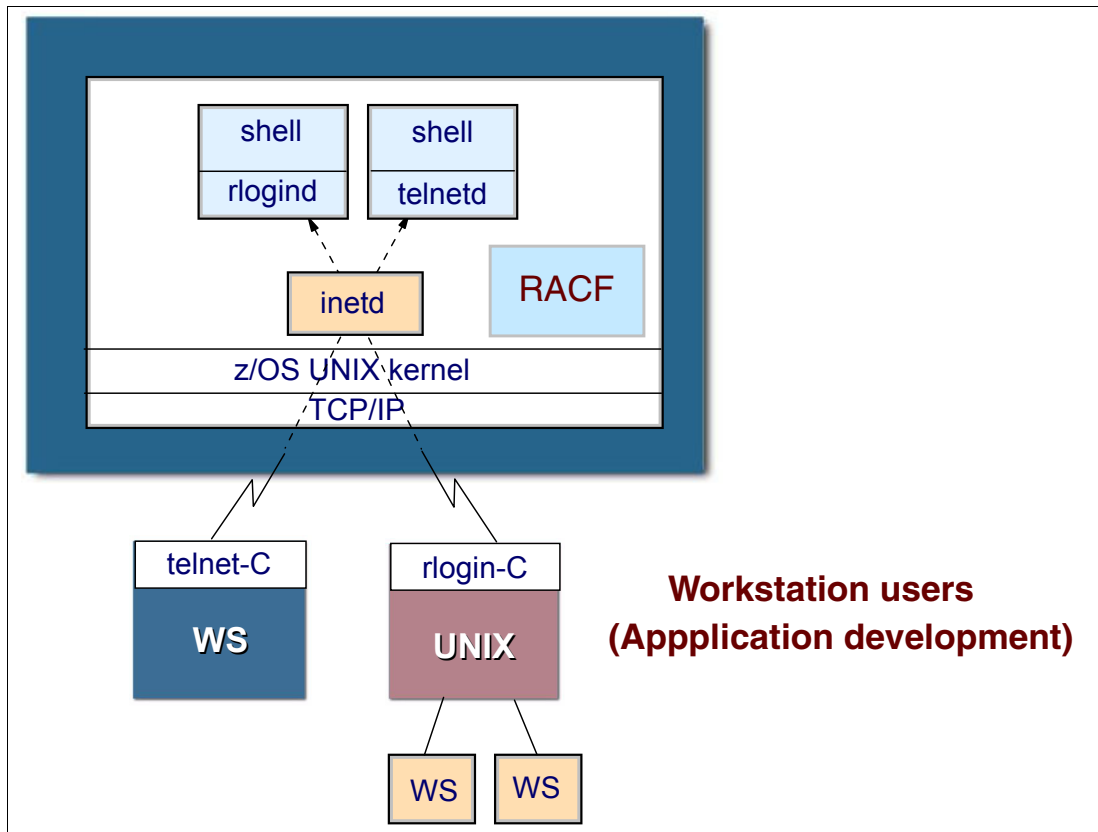 shell
rlogind
shell
telnetd
inetd
RACF
z/OS UNIX kernel
TCP/IP
telnet-C
WS
rlogin-C
UNIX
Workstation users
(Appplication development)
WS
WS